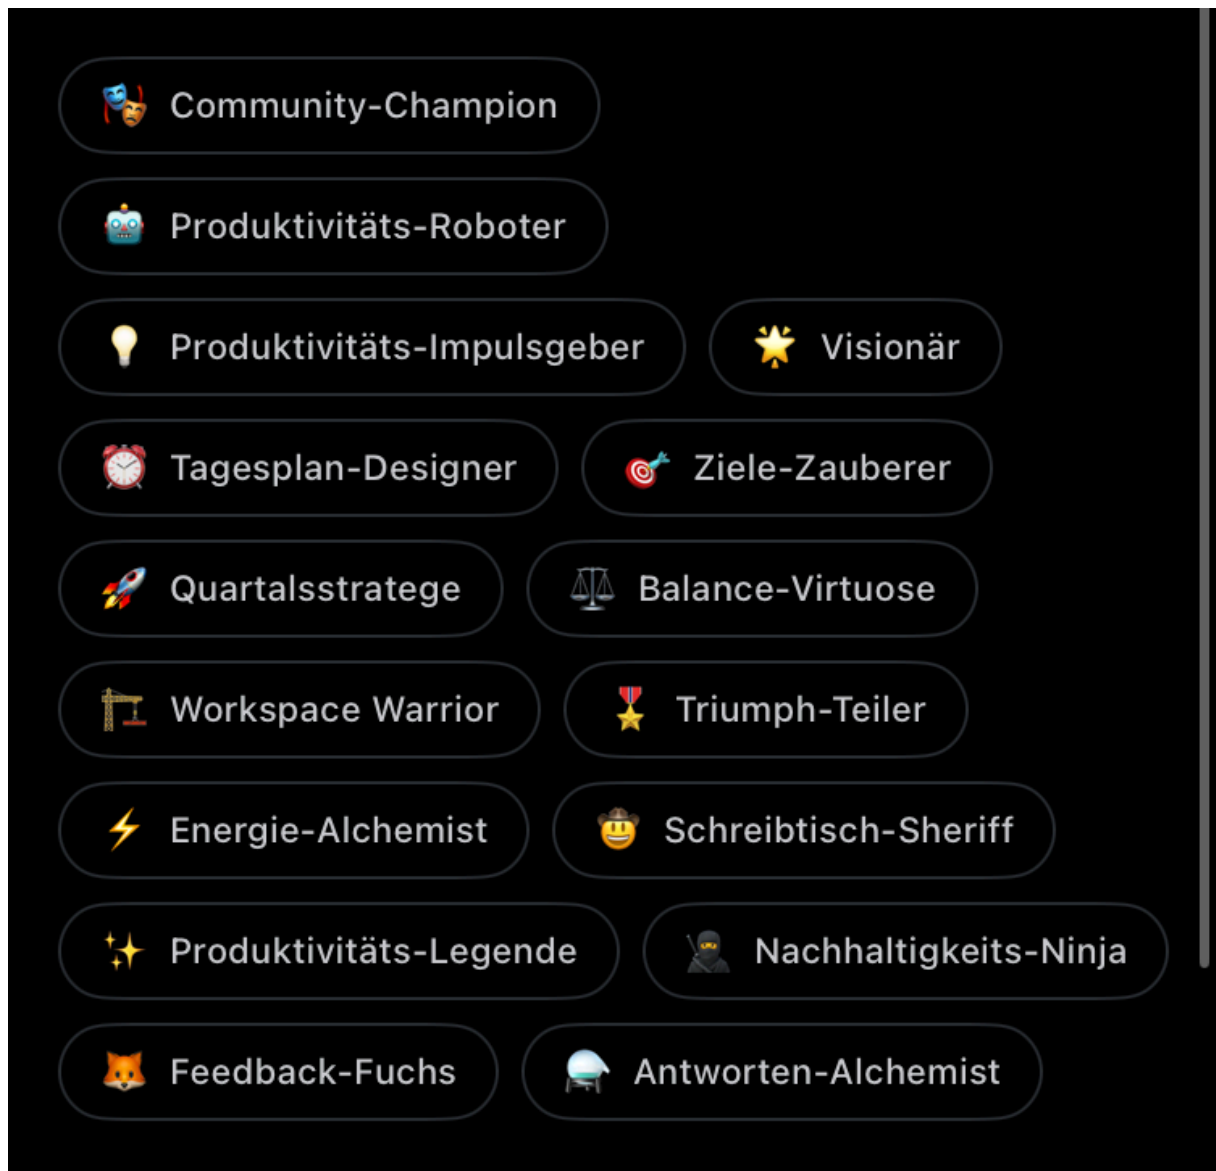 Community-Champion
Produktivitäts-Roboter
Produktivitäts-Impulsgeber
Visionär
Tagesplan-Designer
Ziele-Zauberer
Quartalsstratege
Balance-Virtuose
Workspace Warrior
Triumph-Teiler
Energie-Alchemist
Schreibtisch-Sheriff
Produktivitäts-Legende
Nachhaltigkeits-Ninja
Feedback-Fuchs
Antworten-Alchemist